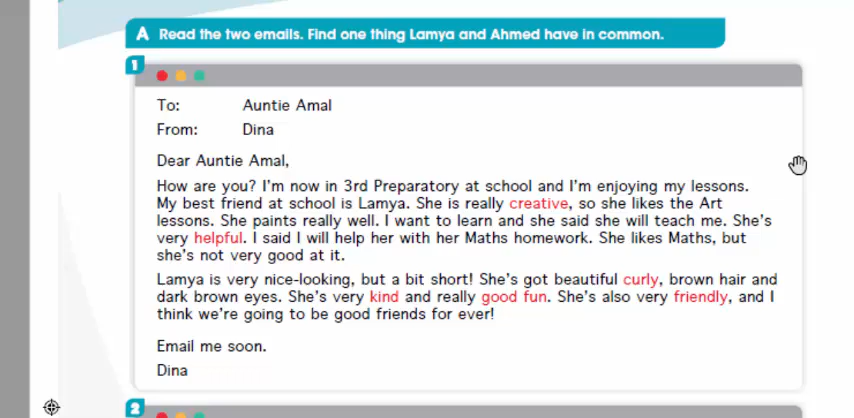 A Read the two emails. Find one thing Lamya and Ahmed have in common.
1
To: Auntie Amal
From: Dina
Dear Auntie Amal,
How are you? I'm now in 3rd Preparatory at school and I'm enjoying my lessons.
My best friend at school is Lamya. She is really creative, so she likes the Art
lessons. She paints really well. I want to learn and she said she will teach me. She's
very helpful. I said I will help her with her Maths homework. She likes Maths, but
she's not very good at it.
Lamya is very nice-looking, but a bit short! She's got beautiful curly, brown hair and
dark brown eyes. She's very kind and really good fun. She's also very friendly, and I
think we're going to be good friends for ever!
Email me soon.
Dina
2